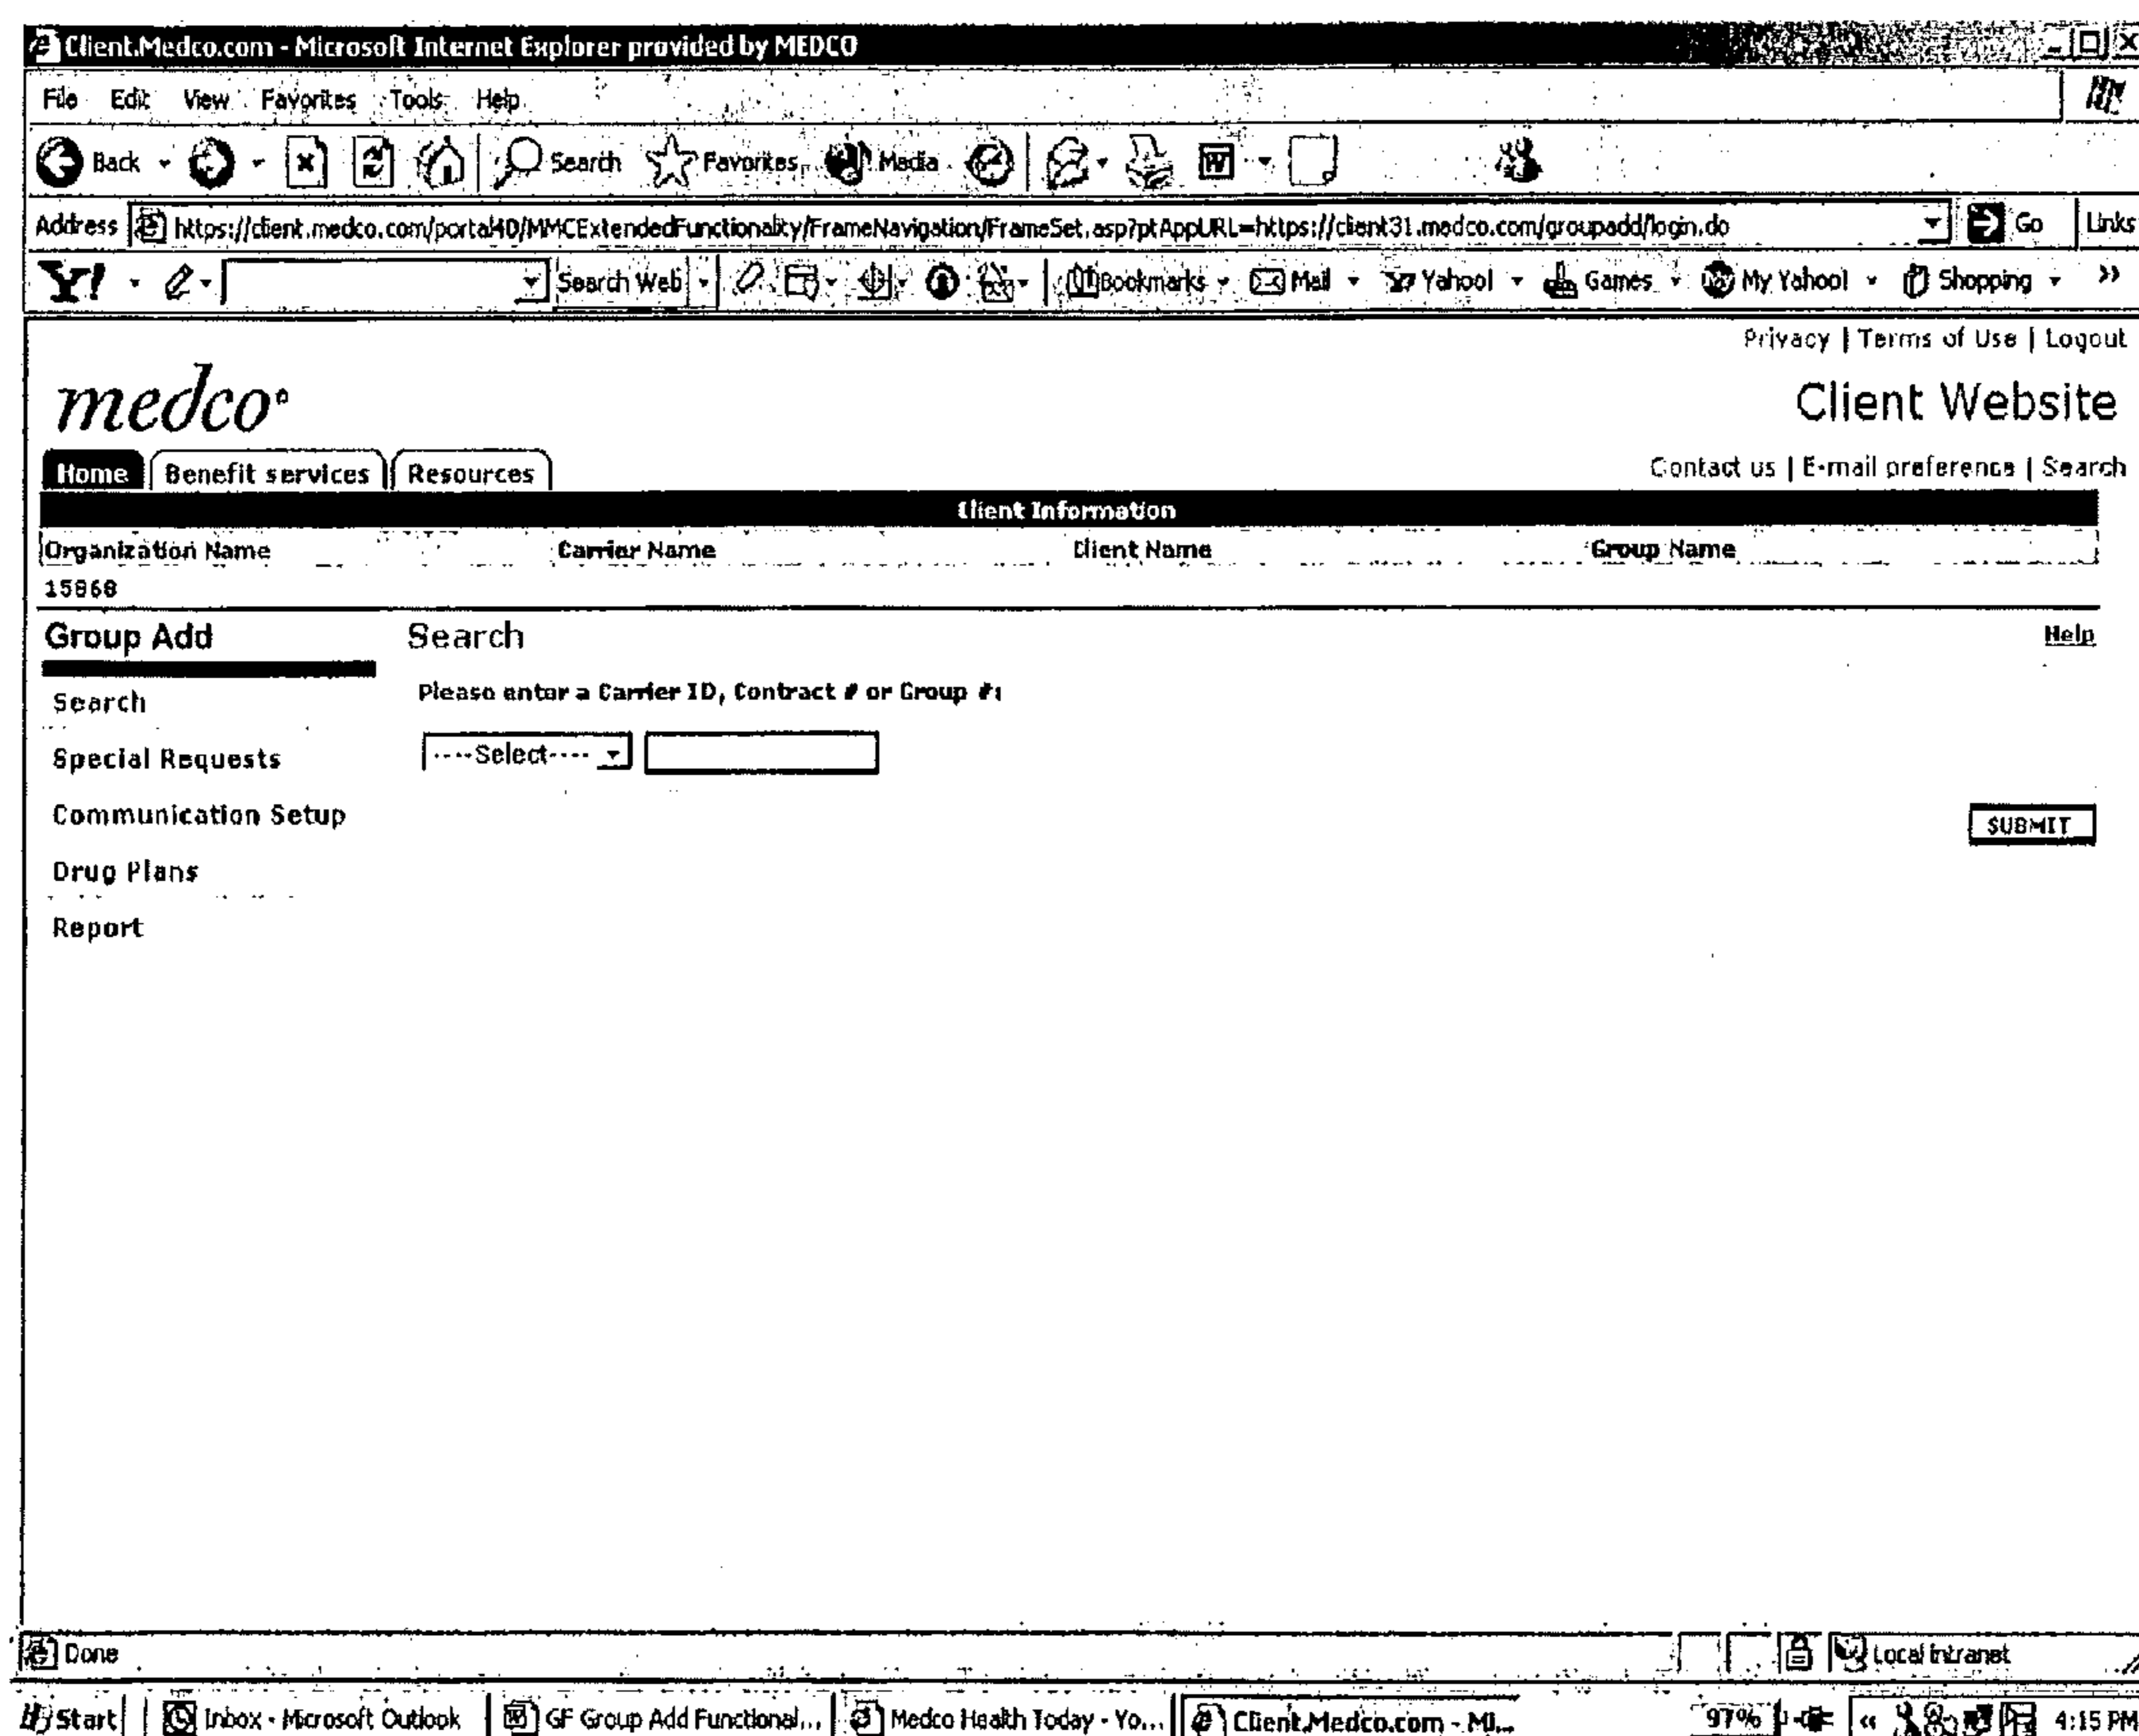 Client.Medco.com - Microsoft Internet Explorer provided by MEDCO
File Edit View Favorites Tools Help
Back Search Favorites Media
Address https://client.medco.com/portal40/MMCExtendedFunctionality/FrameNavigation/FrameSet.asp?ptAppURL=https://client31.medco.com/groupadd/login.do Go Links
Y! Search Web Bookmarks Mail Yahoo! Games My Yahoo! Shopping »
Privacy | Terms of Use | Logout
medco®
Client Website
Home Benefit services Resources
Contact us | E-mail preference | Search
Client Information
Organization Name Carrier Name Client Name Group Name
15868
Group Add Search Help
Search
Please enter a Carrier ID, Contract # or Group #:
Special Requests
----Select----
Communication Setup
SUBMIT
Drug Plans
Report
Done Local intranet
Start Inbox - Microsoft Outlook GF Group Add Functional... Medco Health Today - Yo... Client.Medco.com - Mi... 97% « 4:15 PM